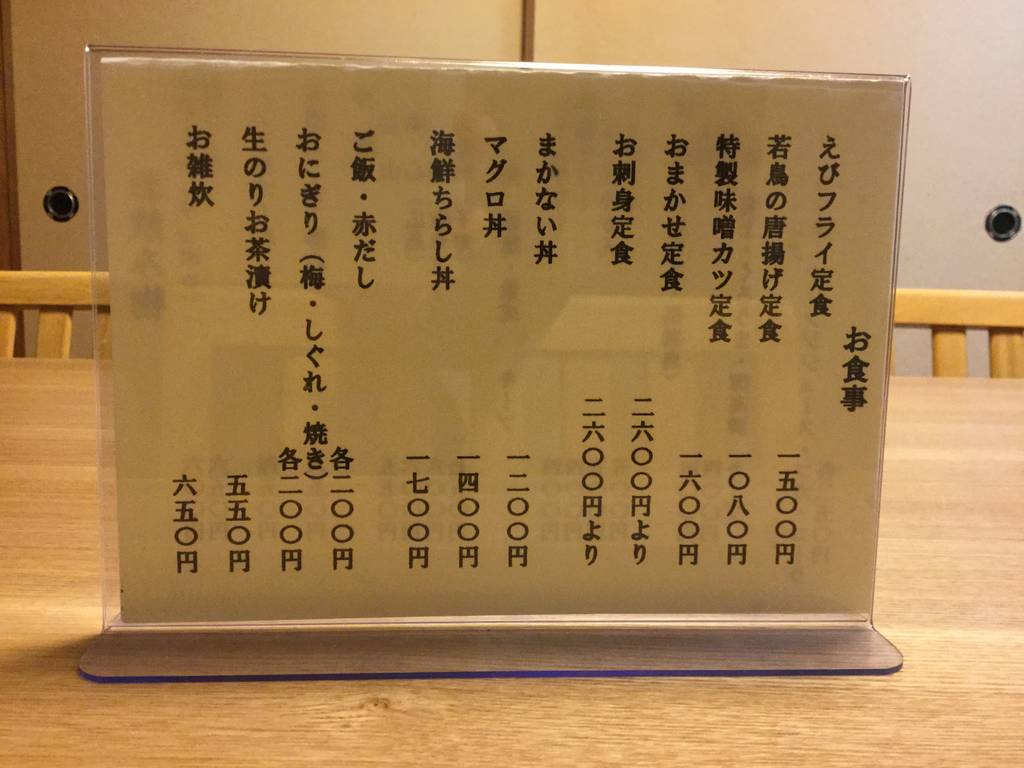 お食事
えびフライ定食 一五〇〇円
若鳥の唐揚げ定食 一〇八〇円
特製味噌カツ定食 一六〇〇円
おまかせ定食 二六〇〇円より
お刺身定食 二六〇〇円より
まかない丼 一二〇〇円
マグロ丼 一四〇〇円
海鮮ちらし丼 一七〇〇円
ご飯・赤だし 各二〇〇円
おにぎり（梅・しぐれ・焼き） 各二〇〇円
生のりお茶漬け 五五〇円
お雑炊 六五〇円